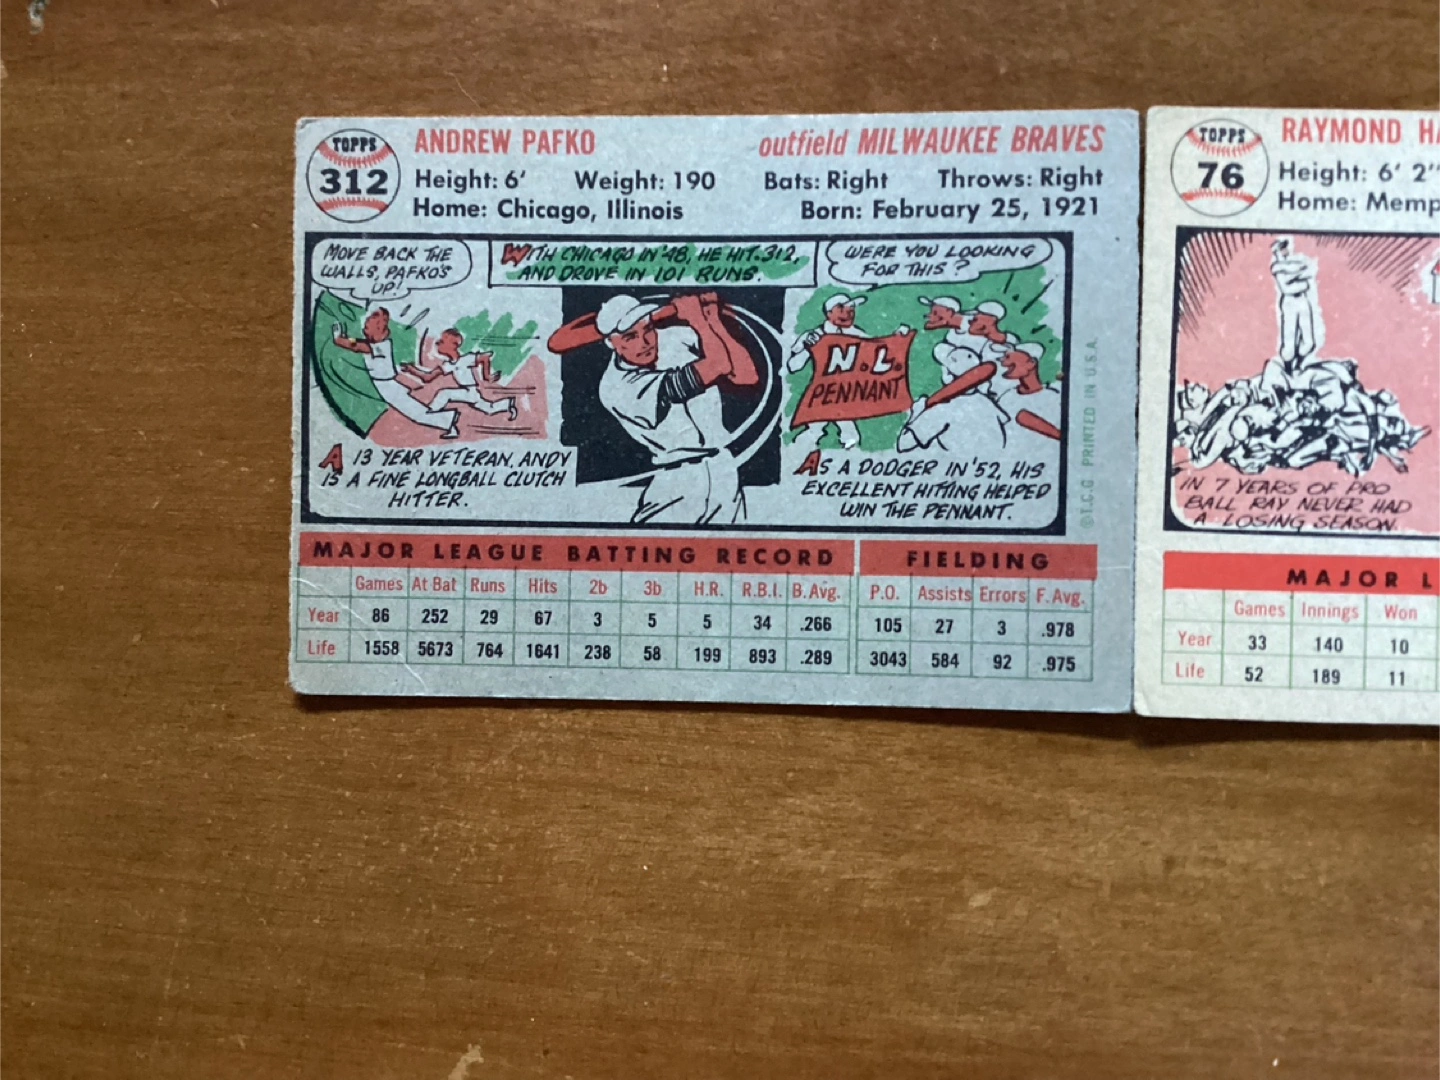 TOPPS
312
ANDREW PAFKO
outfield MILWAUKEE BRAVES
Height: 6' Weight: 190 Bats: Right Throws: Right
Home: Chicago, Illinois Born: February 25, 1921
MOVE BACK THE
WALLS, PAFKO'S
UP!
WITH CHICAGO IN '48, HE HIT .312,
AND DROVE IN 101 RUNS.
WERE YOU LOOKING
FOR THIS?
N.L.
PENNANT
A 13 YEAR VETERAN, ANDY
IS A FINE LONGBALL CLUTCH
HITTER.
AS A DODGER IN '52, HIS
EXCELLENT HITTING HELPED
WIN THE PENNANT.
©T.C.G PRINTED IN U.S.A.
MAJOR LEAGUE BATTING RECORD FIELDING
Games At Bat Runs Hits 2b 3b H.R. R.B.I. B. Avg. P.O. Assists Errors F. Avg.
Year 86 252 29 67 3 5 5 34 .266 105 27 3 .978
Life 1558 5673 764 1641 238 58 199 893 .289 3043 584 92 .975
TOPPS
76
RAYMOND
Height: 6' 2"
Home:
IN 7 YEARS OF PRO
BALL RAY NEVER HAD
A LOSING SEASON.
MAJOR
Games Innings Won
Year 33 140 10
Life 52 189 11